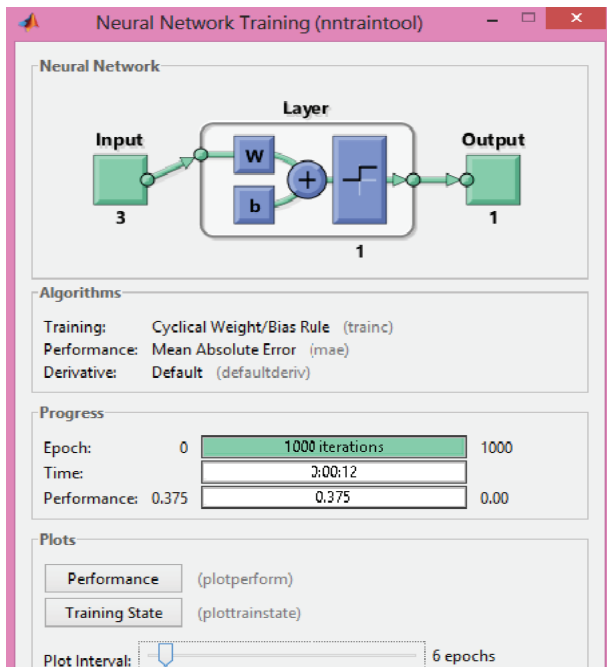 Neural Network Training (nntraintool)
Neural Network
Layer
Input
Output
W
b
+
3
1
1
Algorithms
Training: Cyclical Weight/Bias Rule (trainc)
Performance: Mean Absolute Error (mae)
Derivative: Default (defaultderiv)
Progress
Epoch: 0 1000 iterations 1000
Time: 0:00:12
Performance: 0.375 0.375 0.00
Plots
Performance (plotperform)
Training State (plottrainstate)
Plot Interval: 6 epochs